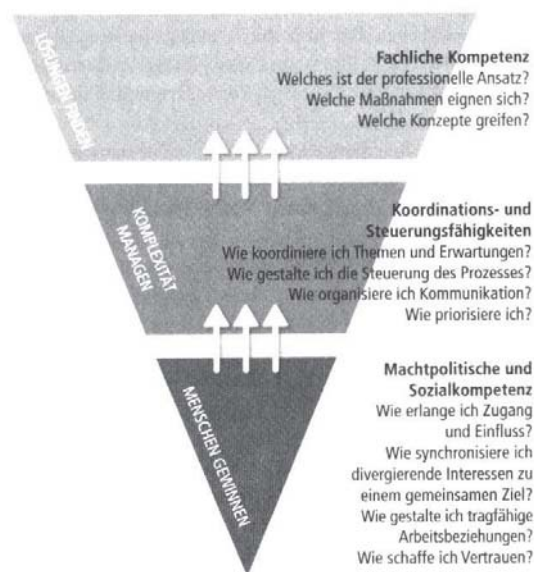 LÖSUNGEN FINDEN
Fachliche Kompetenz
Welches ist der professionelle Ansatz?
Welche Maßnahmen eignen sich?
Welche Konzepte greifen?
KOMPLEXITÄT
MANAGEN
Koordinations- und
Steuerungsfähigkeiten
Wie koordiniere ich Themen und Erwartungen?
Wie gestalte ich die Steuerung des Prozesses?
Wie organisiere ich Kommunikation?
Wie priorisiere ich?
MENSCHEN GEWINNEN
Machtpolitische und
Sozialkompetenz
Wie erlange ich Zugang
und Einfluss?
Wie synchronisiere ich
divergierende Interessen zu
einem gemeinsamen Ziel?
Wie gestalte ich tragfähige
Arbeitsbeziehungen?
Wie schaffe ich Vertrauen?